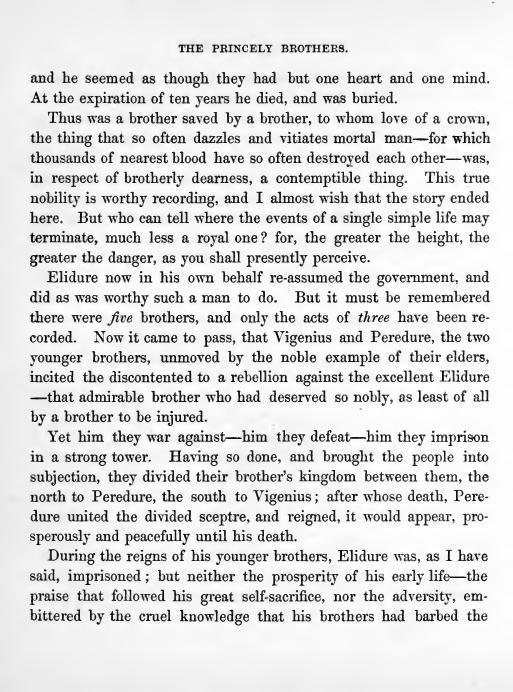 THE PRINCELY BROTHERS.
and he seemed as though they had but one heart and one mind.
At the expiration of ten years he died, and was buried.
Thus was a brother saved by a brother, to whom love of a crown,
the thing that so often dazzles and vitiates mortal man—for which
thousands of nearest blood have so often destroyed each other—was,
in respect of brotherly dearness, a contemptible thing. This true
nobility is worthy recording, and I almost wish that the story ended
here. But who can tell where the events of a single simple life may
terminate, much less a royal one? for, the greater the height, the
greater the danger, as you shall presently perceive.
Elidure now in his own behalf re-assumed the government, and
did as was worthy such a man to do. But it must be remembered
there were five brothers, and only the acts of three have been re-
corded. Now it came to pass, that Vigenius and Peredure, the two
younger brothers, unmoved by the noble example of their elders,
incited the discontented to a rebellion against the excellent Elidure
—that admirable brother who had deserved so nobly, as least of all
by a brother to be injured.
Yet him they war against—him they defeat—him they imprison
in a strong tower. Having so done, and brought the people into
subjection, they divided their brother's kingdom between them, the
north to Peredure, the south to Vigenius; after whose death, Pere-
dure united the divided sceptre, and reigned, it would appear, pro-
sperously and peacefully until his death.
During the reigns of his younger brothers, Elidure was, as I have
said, imprisoned; but neither the prosperity of his early life—the
praise that followed his great self-sacrifice, nor the adversity, em-
bittered by the cruel knowledge that his brothers had barbed the